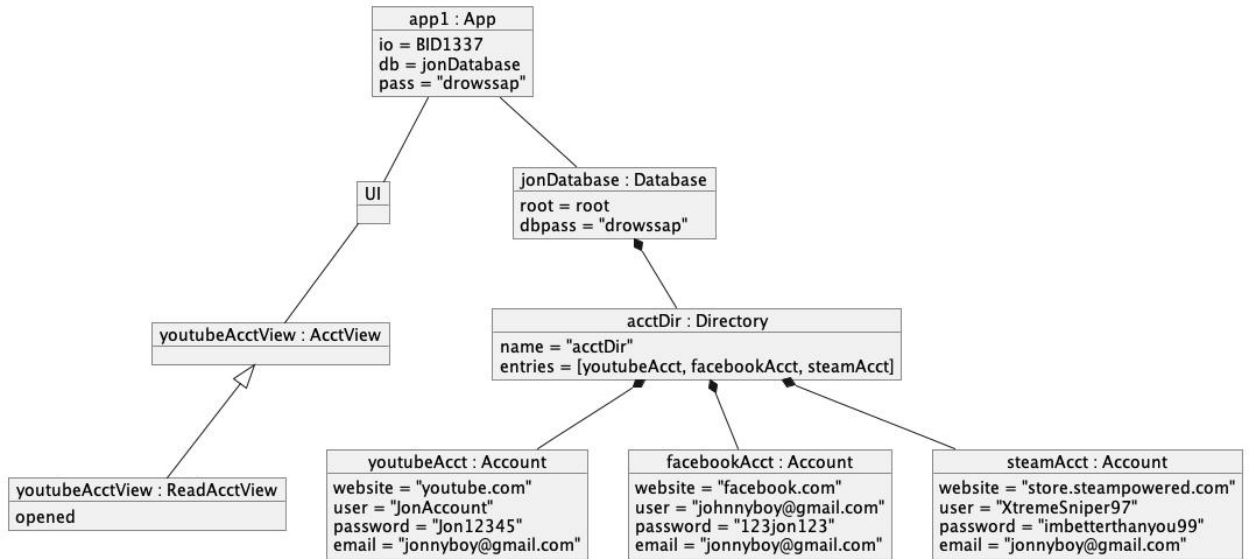 app1 : App
io = BID1337
db = jonDatabase
pass = "drowssap"
UI
jonDatabase : Database
root = root
dbpass = "drowssap"
youtubeAcctView : AcctView
acctDir : Directory
name = "acctDir"
entries = [youtubeAcct, facebookAcct, steamAcct]
youtubeAcctView : ReadAcctView
opened
youtubeAcct : Account
website = "youtube.com"
user = "JonAccount"
password = "Jon12345"
email = "jonnyboy@gmail.com"
facebookAcct : Account
website = "facebook.com"
user = "johnnyboy@gmail.com"
password = "123jon123"
email = "jonnyboy@gmail.com"
steamAcct : Account
website = "store.steampowered.com"
user = "XtremeSniper97"
password = "imbetterthanyou99"
email = "jonnyboy@gmail.com"